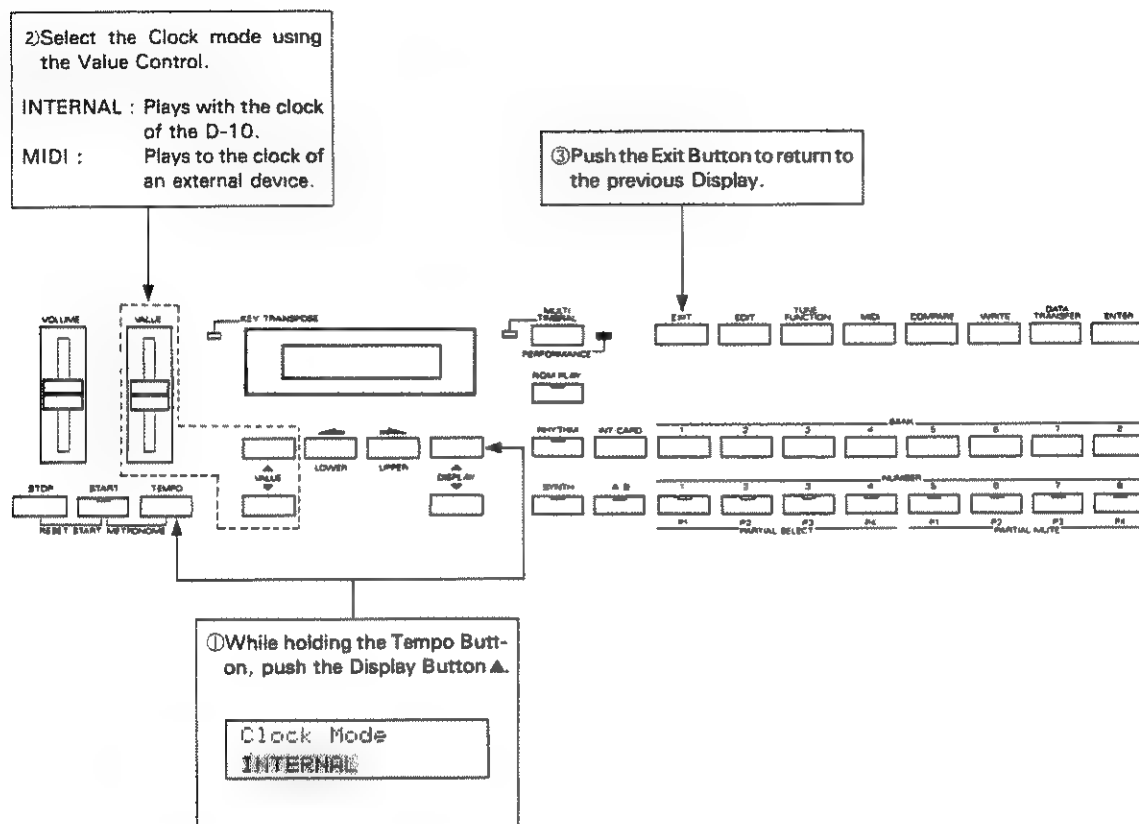 2)Select the Clock mode using
the Value Control.
INTERNAL : Plays with the clock
of the D-10.
MIDI : Plays to the clock of
an external device.
③Push the Exit Button to return to
the previous Display.
VOLUME VALUE KEY TRANSPOSE MULTI TIMBRAL EXIT EDIT TUNE FUNCTION MIDI COMPARE WRITE DATA TRANSFER ENTER
PERFORMANCE
ROM PLAY
RHYTHM INT CARD BANK
1 2 3 4 5 6 7 8
▲ VALUE ▼ LOWER UPPER ▲ DISPLAY ▼
STOP START TEMPO SYNTH A B NUMBER
1 2 3 4 5 6 7 8
RESET START METRONOME P1 P2 P3 P4 P1 P2 P3 P4
PARTIAL SELECT PARTIAL MUTE
①While holding the Tempo Butt-
on, push the Display Button ▲.
Clock Mode
INTERNAL